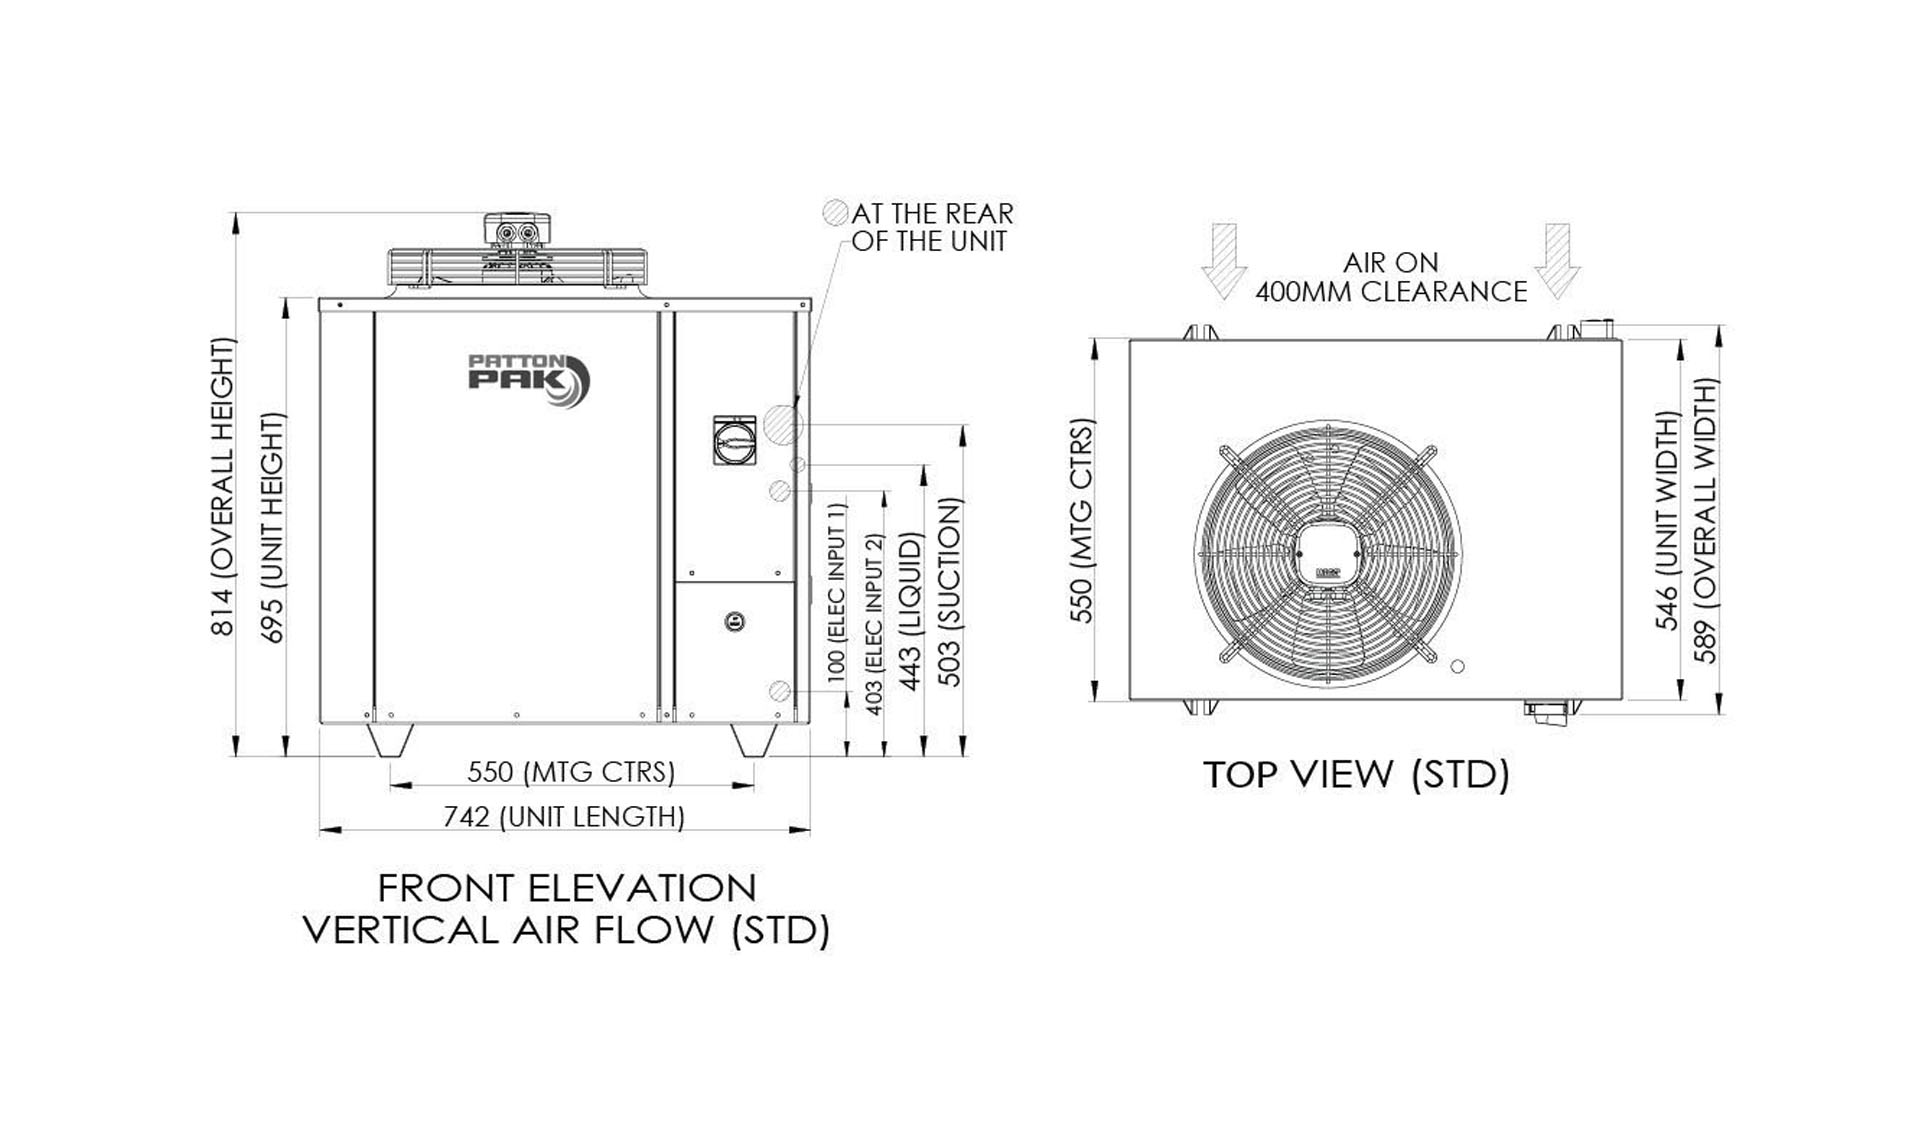 AT THE REAR
OF THE UNIT
PATTON
PAK
814 (OVERALL HEIGHT)
695 (UNIT HEIGHT)
100 (ELEC INPUT 1)
403 (ELEC INPUT 2)
443 (LIQUID)
503 (SUCTION)
550 (MTG CTRS)
742 (UNIT LENGTH)
FRONT ELEVATION
VERTICAL AIR FLOW (STD)
AIR ON
400MM CLEARANCE
550 (MTG CTRS)
546 (UNIT WIDTH)
589 (OVERALL WIDTH)
TOP VIEW (STD)